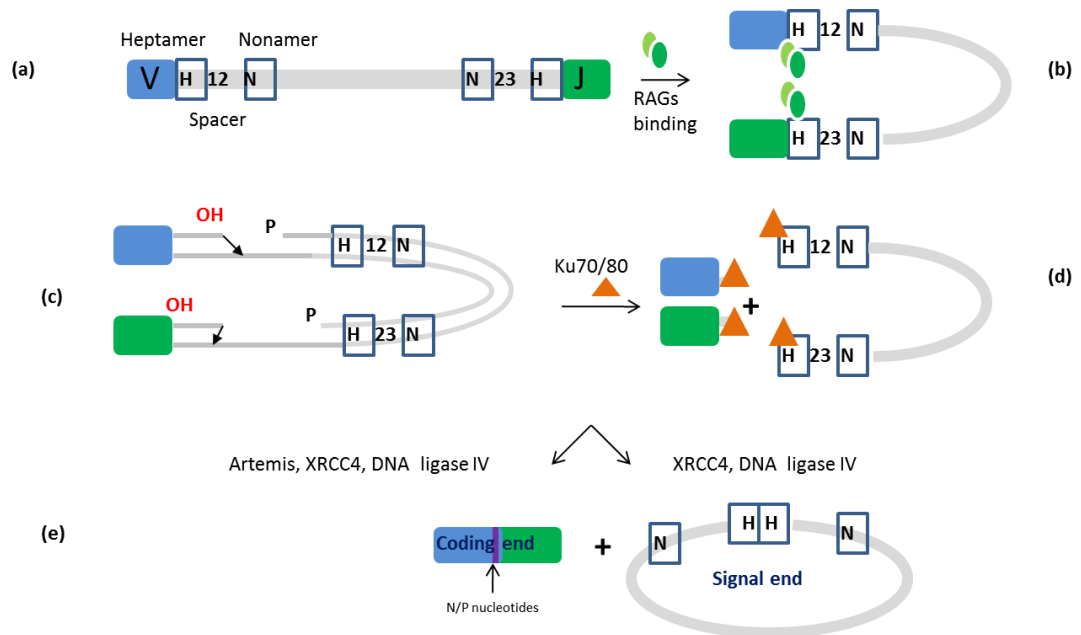 Heptamer Nonamer
(a)
V H 12 N N 23 H J
Spacer
RAGs
binding
H 12 N
(b)
H 23 N
OH P
H 12 N
(c)
OH P
H 23 N
Ku70/80
H 12 N
(d)
+
H 23 N
Artemis, XRCC4, DNA ligase IV
XRCC4, DNA ligase IV
(e)
Coding end
+
N H H N
Signal end
N/P nucleotides